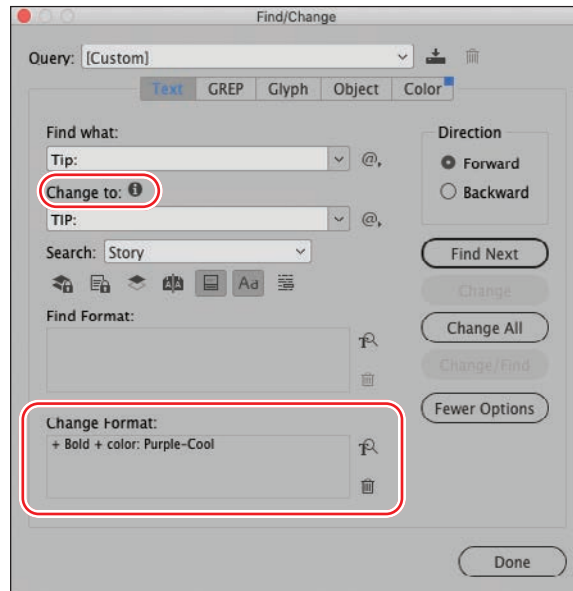 Find/Change
Query: [Custom]
Text GREP Glyph Object Color
Find what:
Tip:
Change to:
TIP:
Search: Story
Find Format:
Change Format:
+ Bold + color: Purple-Cool
Direction
Forward
Backward
Find Next
Change
Change All
Change/Find
Fewer Options
Done